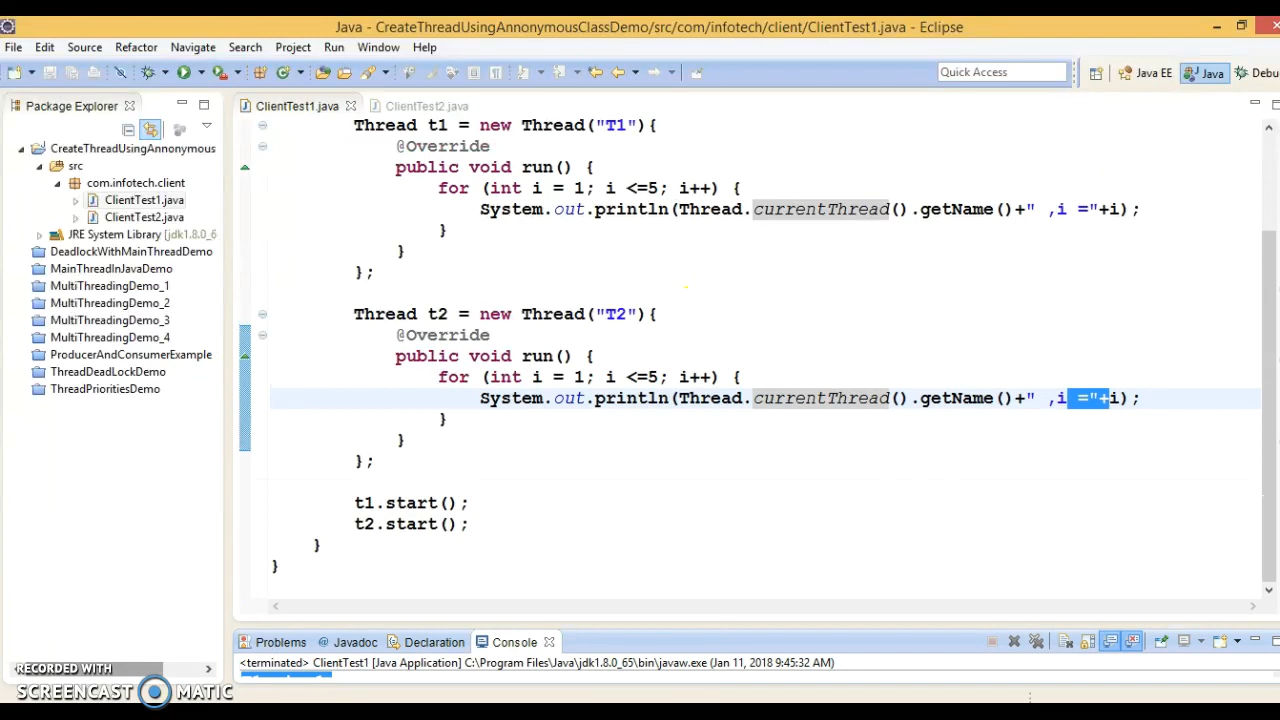 Java - CreateThreadUsingAnnonymousClassDemo/src/com/infotech/client/ClientTest1.java - Eclipse
File Edit Source Refactor Navigate Search Project Run Window Help
Quick Access
Java EE
Java
Debu
Package Explorer
ClientTest1.java
ClientTest2.java
CreateThreadUsingAnnonymous
src
com.infotech.client
ClientTest1.java
ClientTest2.java
JRE System Library [jdk1.8.0_6
DeadlockWithMainThreadDemo
MainThreadInJavaDemo
MultiThreadingDemo_1
MultiThreadingDemo_2
MultiThreadingDemo_3
MultiThreadingDemo_4
ProducerAndConsumerExample
ThreadDeadLockDemo
ThreadPrioritiesDemo
Thread t1 = new Thread("T1"){
@Override
public void run() {
for (int i = 1; i <=5; i++) {
System.out.println(Thread.currentThread().getName()+" ,i ="+i);
}
}
};
Thread t2 = new Thread("T2"){
@Override
public void run() {
for (int i = 1; i <=5; i++) {
System.out.println(Thread.currentThread().getName()+" ,i ="+i);
}
}
};
t1.start();
t2.start();
}
}
Problems @ Javadoc Declaration Console
<terminated> ClientTest1 [Java Application] C:\Program Files\Java\jdk1.8.0_65\bin\javaw.exe (Jan 11, 2018 9:45:32 AM)
RECORDED WITH
SCREENCAST MATIC